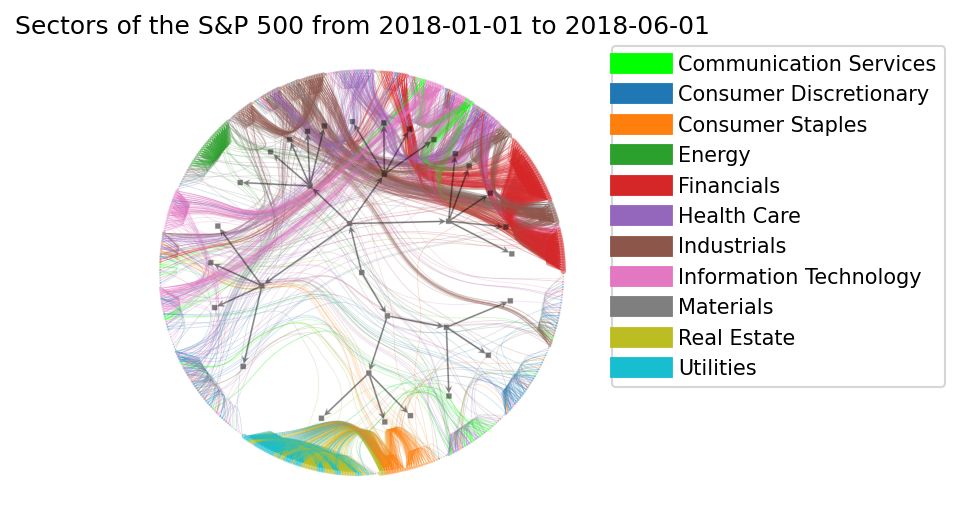 Sectors of the S&P 500 from 2018-01-01 to 2018-06-01
Communication Services
Consumer Discretionary
Consumer Staples
Energy
Financials
Health Care
Industrials
Information Technology
Materials
Real Estate
Utilities